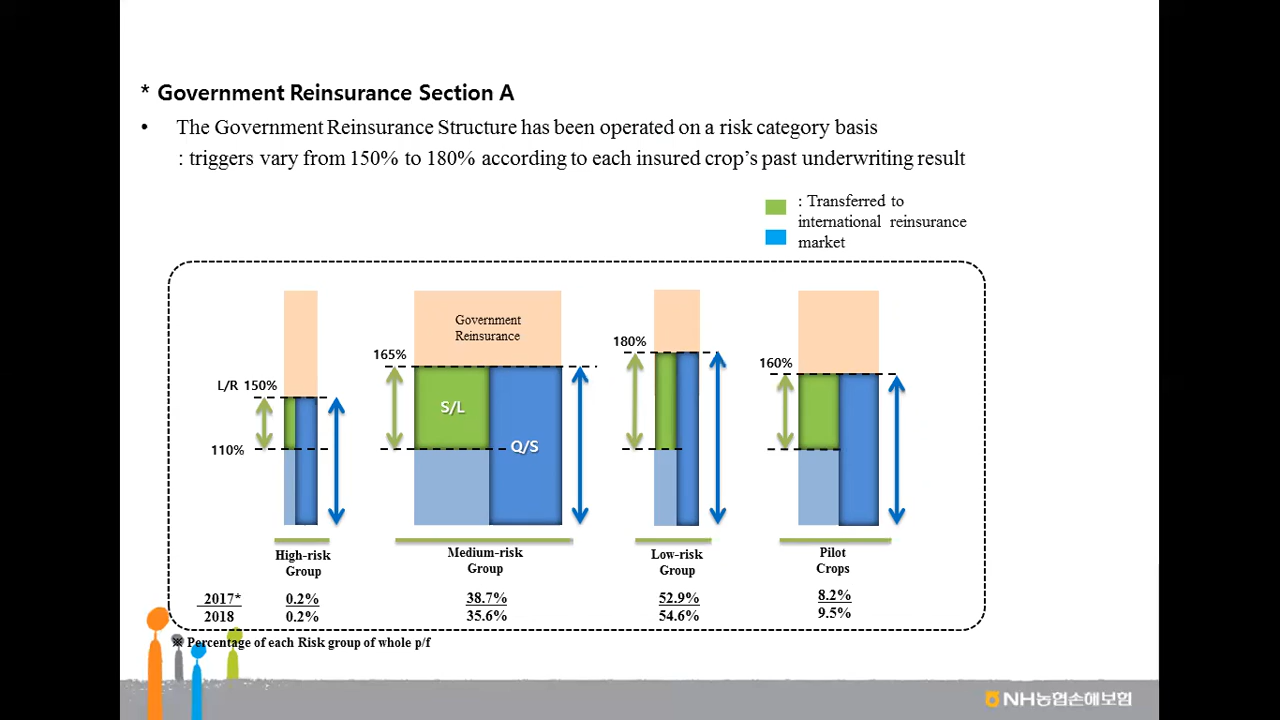 * Government Reinsurance Section A
• The Government Reinsurance Structure has been operated on a risk category basis
: triggers vary from 150% to 180% according to each insured crop's past underwriting result
: Transferred to
international reinsurance
market
Government
Reinsurance
180%
165%
160%
L/R 150%
S/L
110%
Q/S
High-risk
Group
Medium-risk
Group
Low-risk
Group
Pilot
Crops
2017* 0.2% 38.7% 52.9% 8.2%
2018 0.2% 35.6% 54.6% 9.5%
※ Percentage of each Risk group of whole p/f
NH농협손해보험